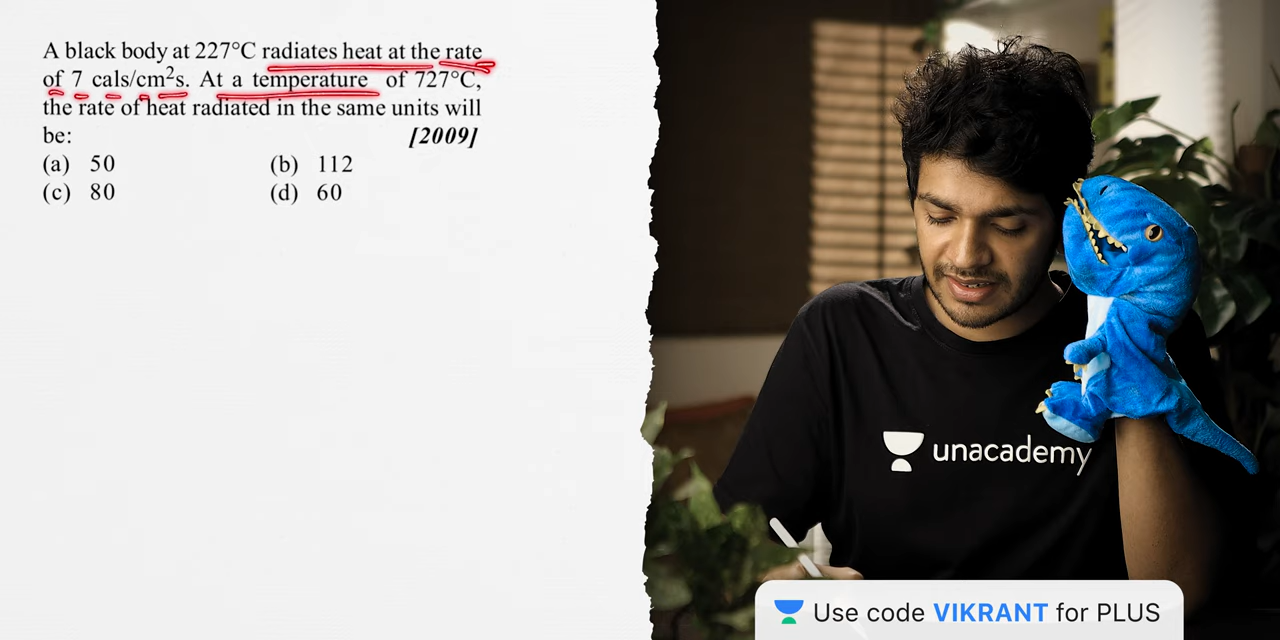 A black body at 227°C radiates heat at the rate
of 7 cals/cm²s. At a temperature of 727°C,
the rate of heat radiated in the same units will
be: [2009]
(a) 50 (b) 112
(c) 80 (d) 60
unacademy
Use code VIKRANT for PLUS